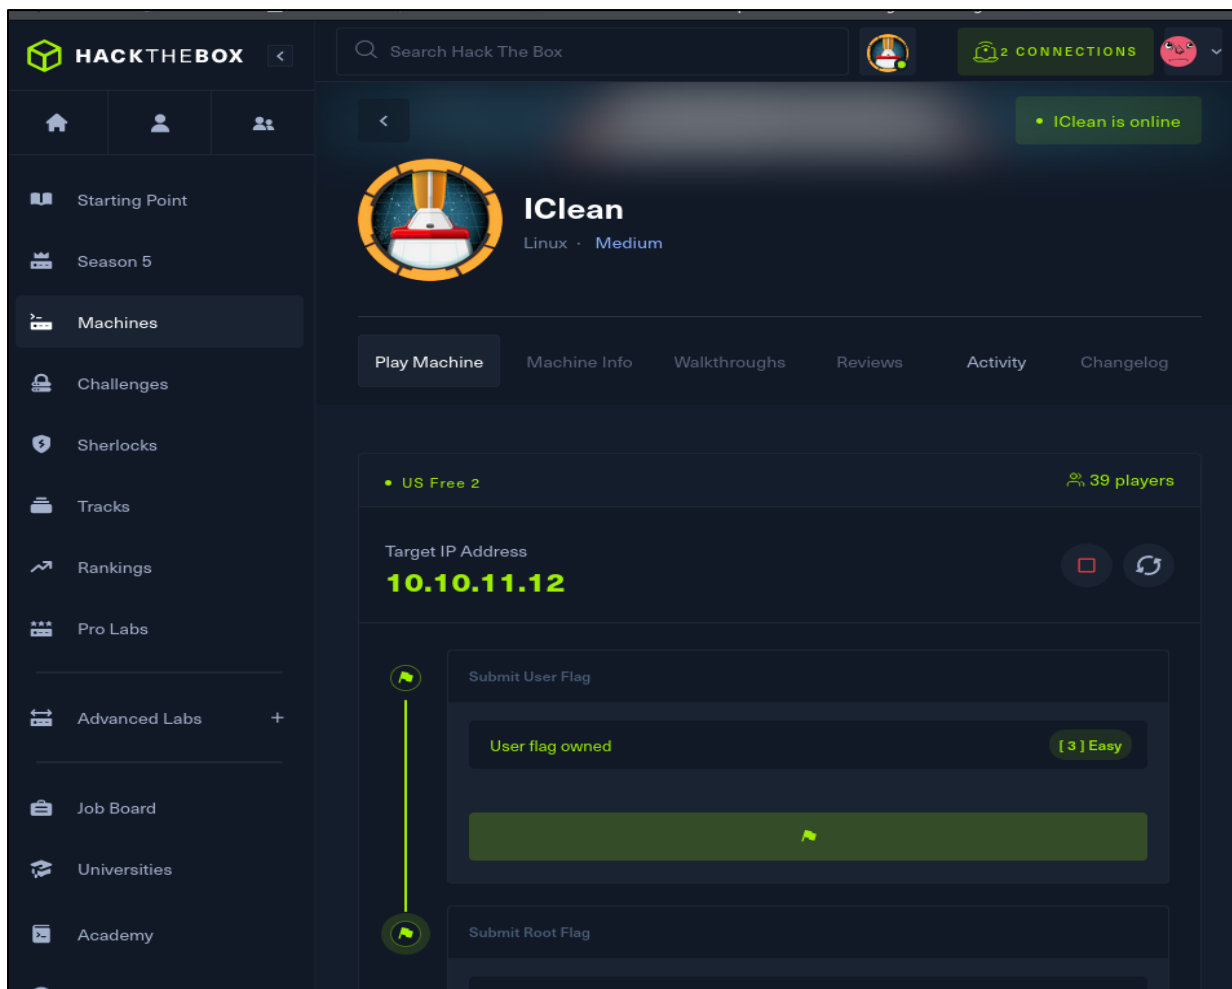 HACKTHEBOX
Search Hack The Box
2 CONNECTIONS
Starting Point
Season 5
Machines
Challenges
Sherlocks
Tracks
Rankings
Pro Labs
Advanced Labs +
Job Board
Universities
Academy
IClean is online
IClean
Linux · Medium
Play Machine Machine Info Walkthroughs Reviews Activity Changelog
US Free 2 39 players
Target IP Address
10.10.11.12
Submit User Flag
User flag owned [ 3 ] Easy
Submit Root Flag